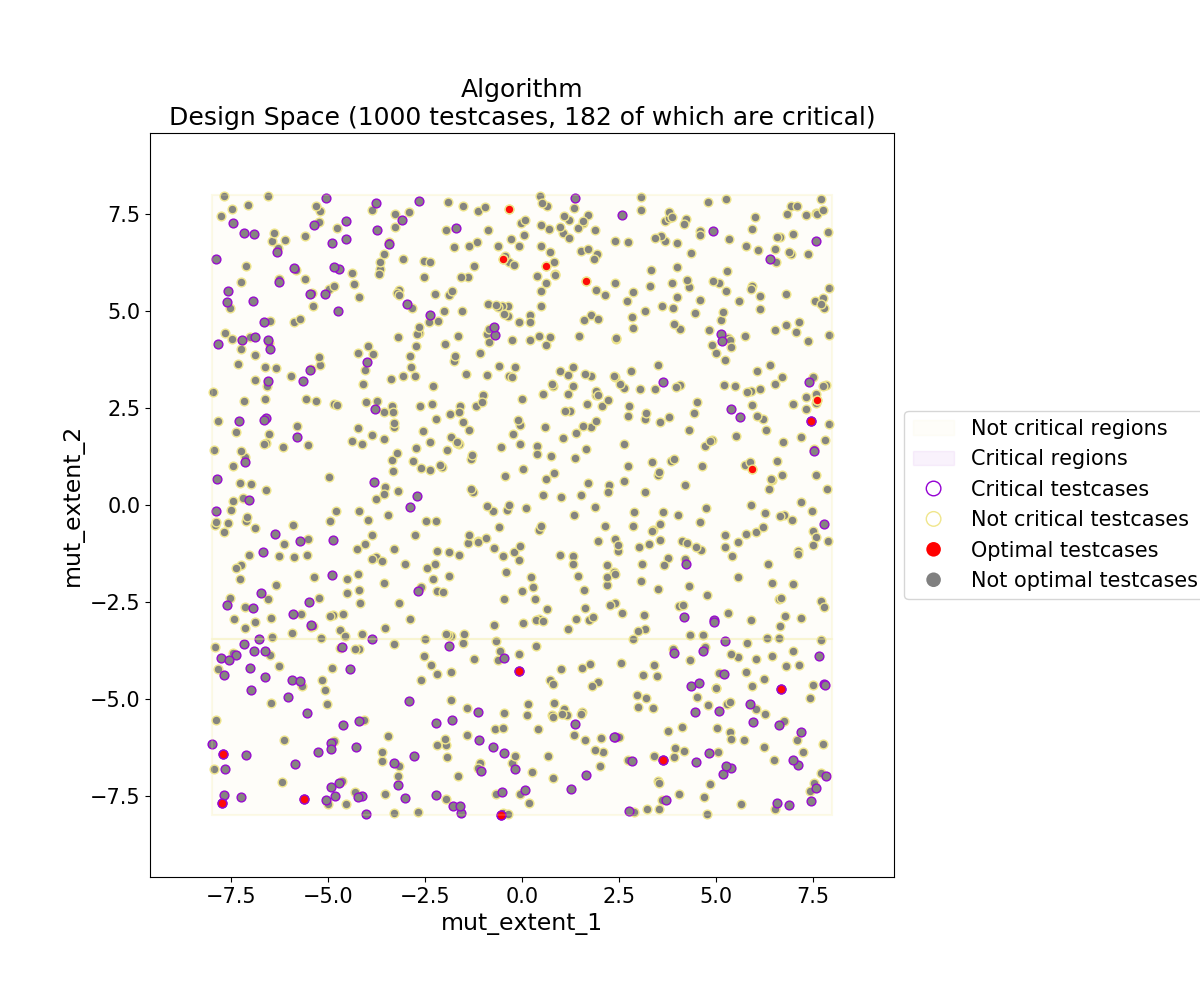 Algorithm
Design Space (1000 testcases, 182 of which are critical)
7.5
5.0
2.5
0.0
−2.5
−5.0
−7.5
mut_extent_2
−7.5
−5.0
−2.5
0.0
2.5
5.0
7.5
mut_extent_1
Not critical regions
Critical regions
Critical testcases
Not critical testcases
Optimal testcases
Not optimal testcases